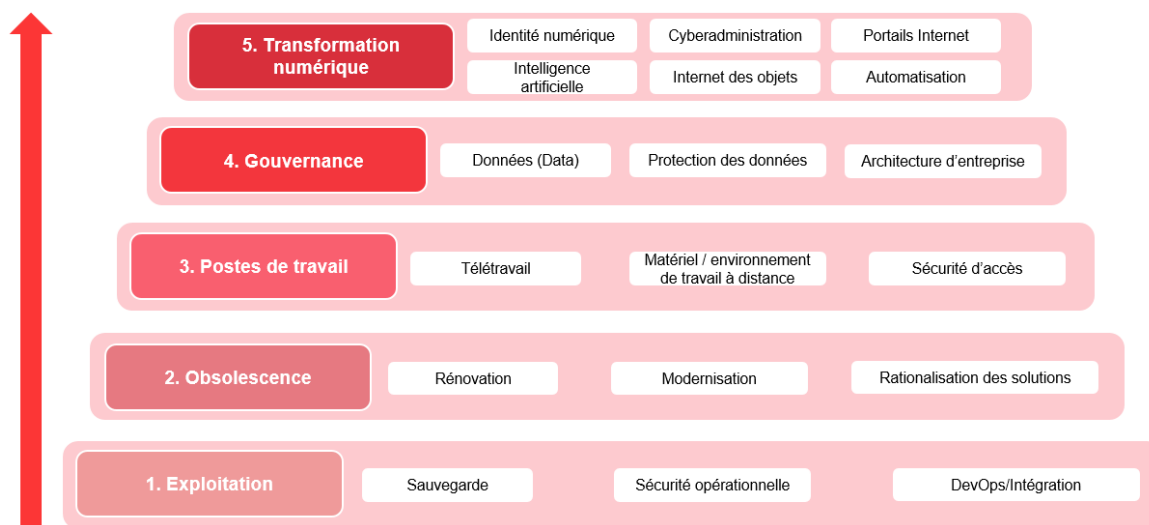 5. Transformation
numérique
Identité numérique
Cyberadministration
Portails Internet
Intelligence
artificielle
Internet des objets
Automatisation
4. Gouvernance
Données (Data)
Protection des données
Architecture d'entreprise
3. Postes de travail
Télétravail
Matériel / environnement
de travail à distance
Sécurité d'accès
2. Obsolescence
Rénovation
Modernisation
Rationalisation des solutions
1. Exploitation
Sauvegarde
Sécurité opérationnelle
DevOps/Intégration